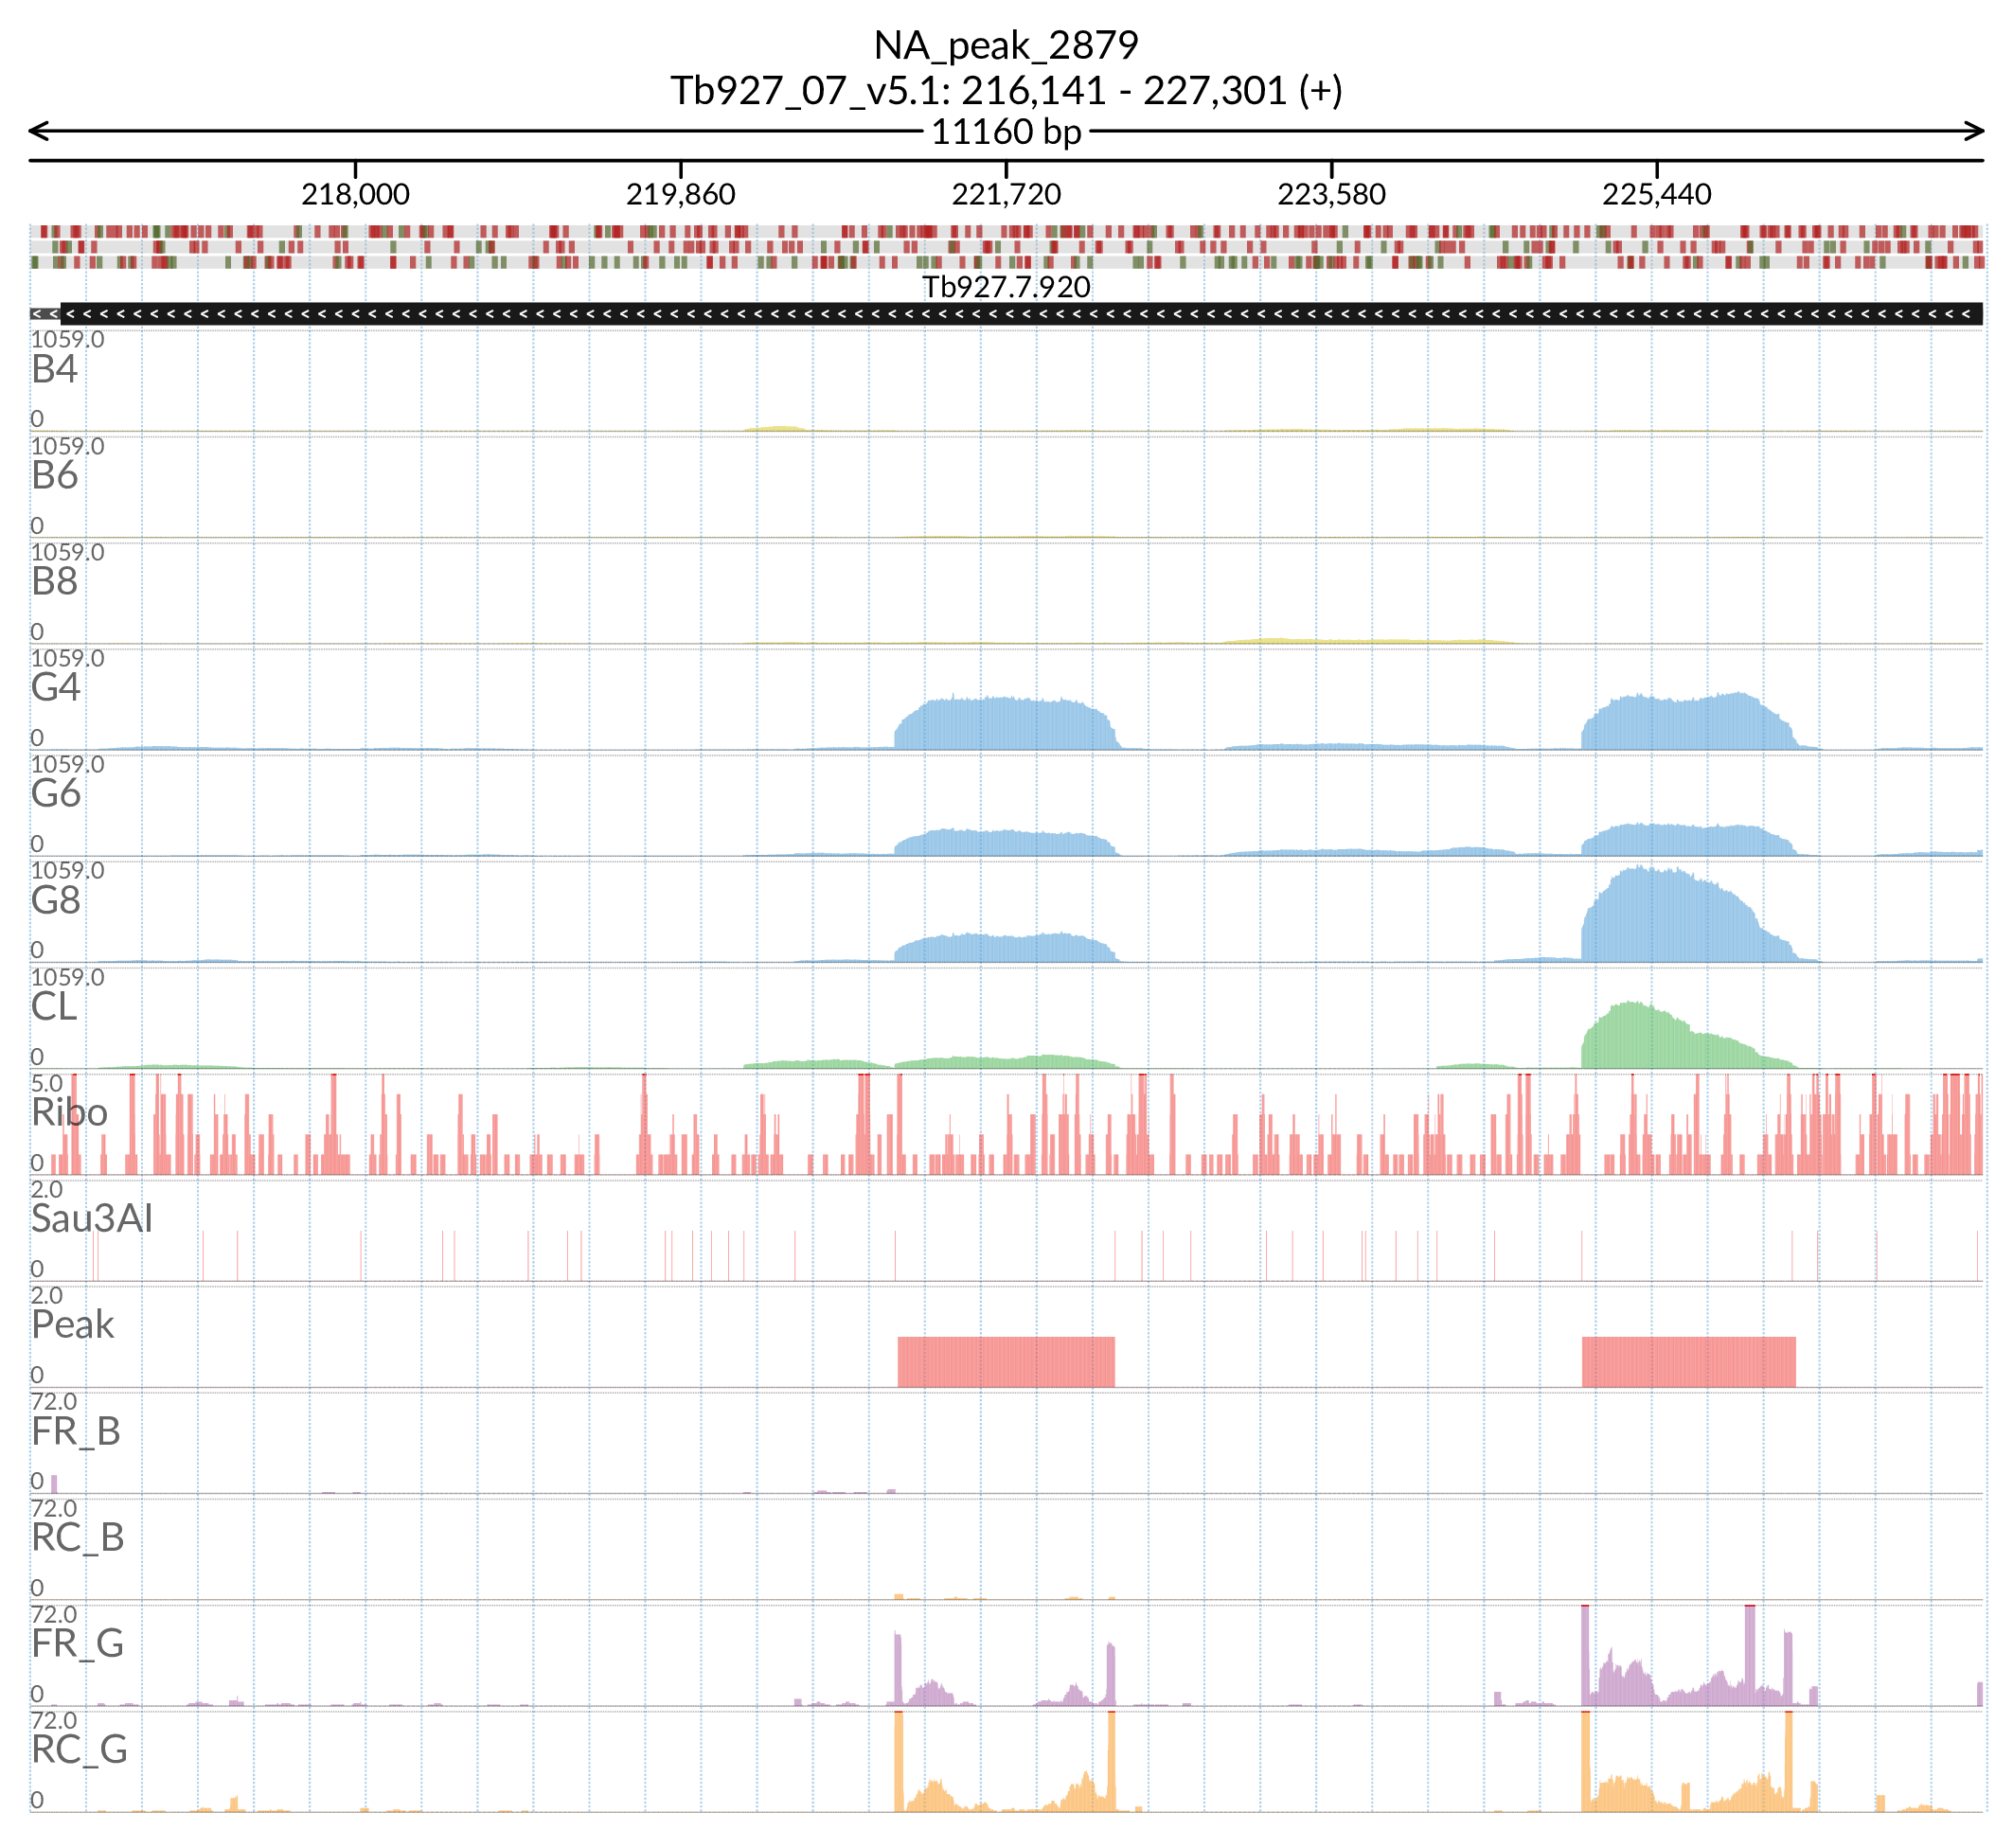 NA_peak_2879
Tb927_07_v5.1: 216,141 - 227,301 (+)
11160 bp
218,000 219,860 221,720 223,580 225,440
Tb927.7.920
1059.0
B4
0
1059.0
B6
0
1059.0
B8
0
1059.0
G4
0
1059.0
G6
0
1059.0
G8
0
1059.0
CL
0
5.0
Ribo
0
2.0
Sau3AI
0
2.0
Peak
0
72.0
FR_B
0
72.0
RC_B
0
72.0
FR_G
0
72.0
RC_G
0